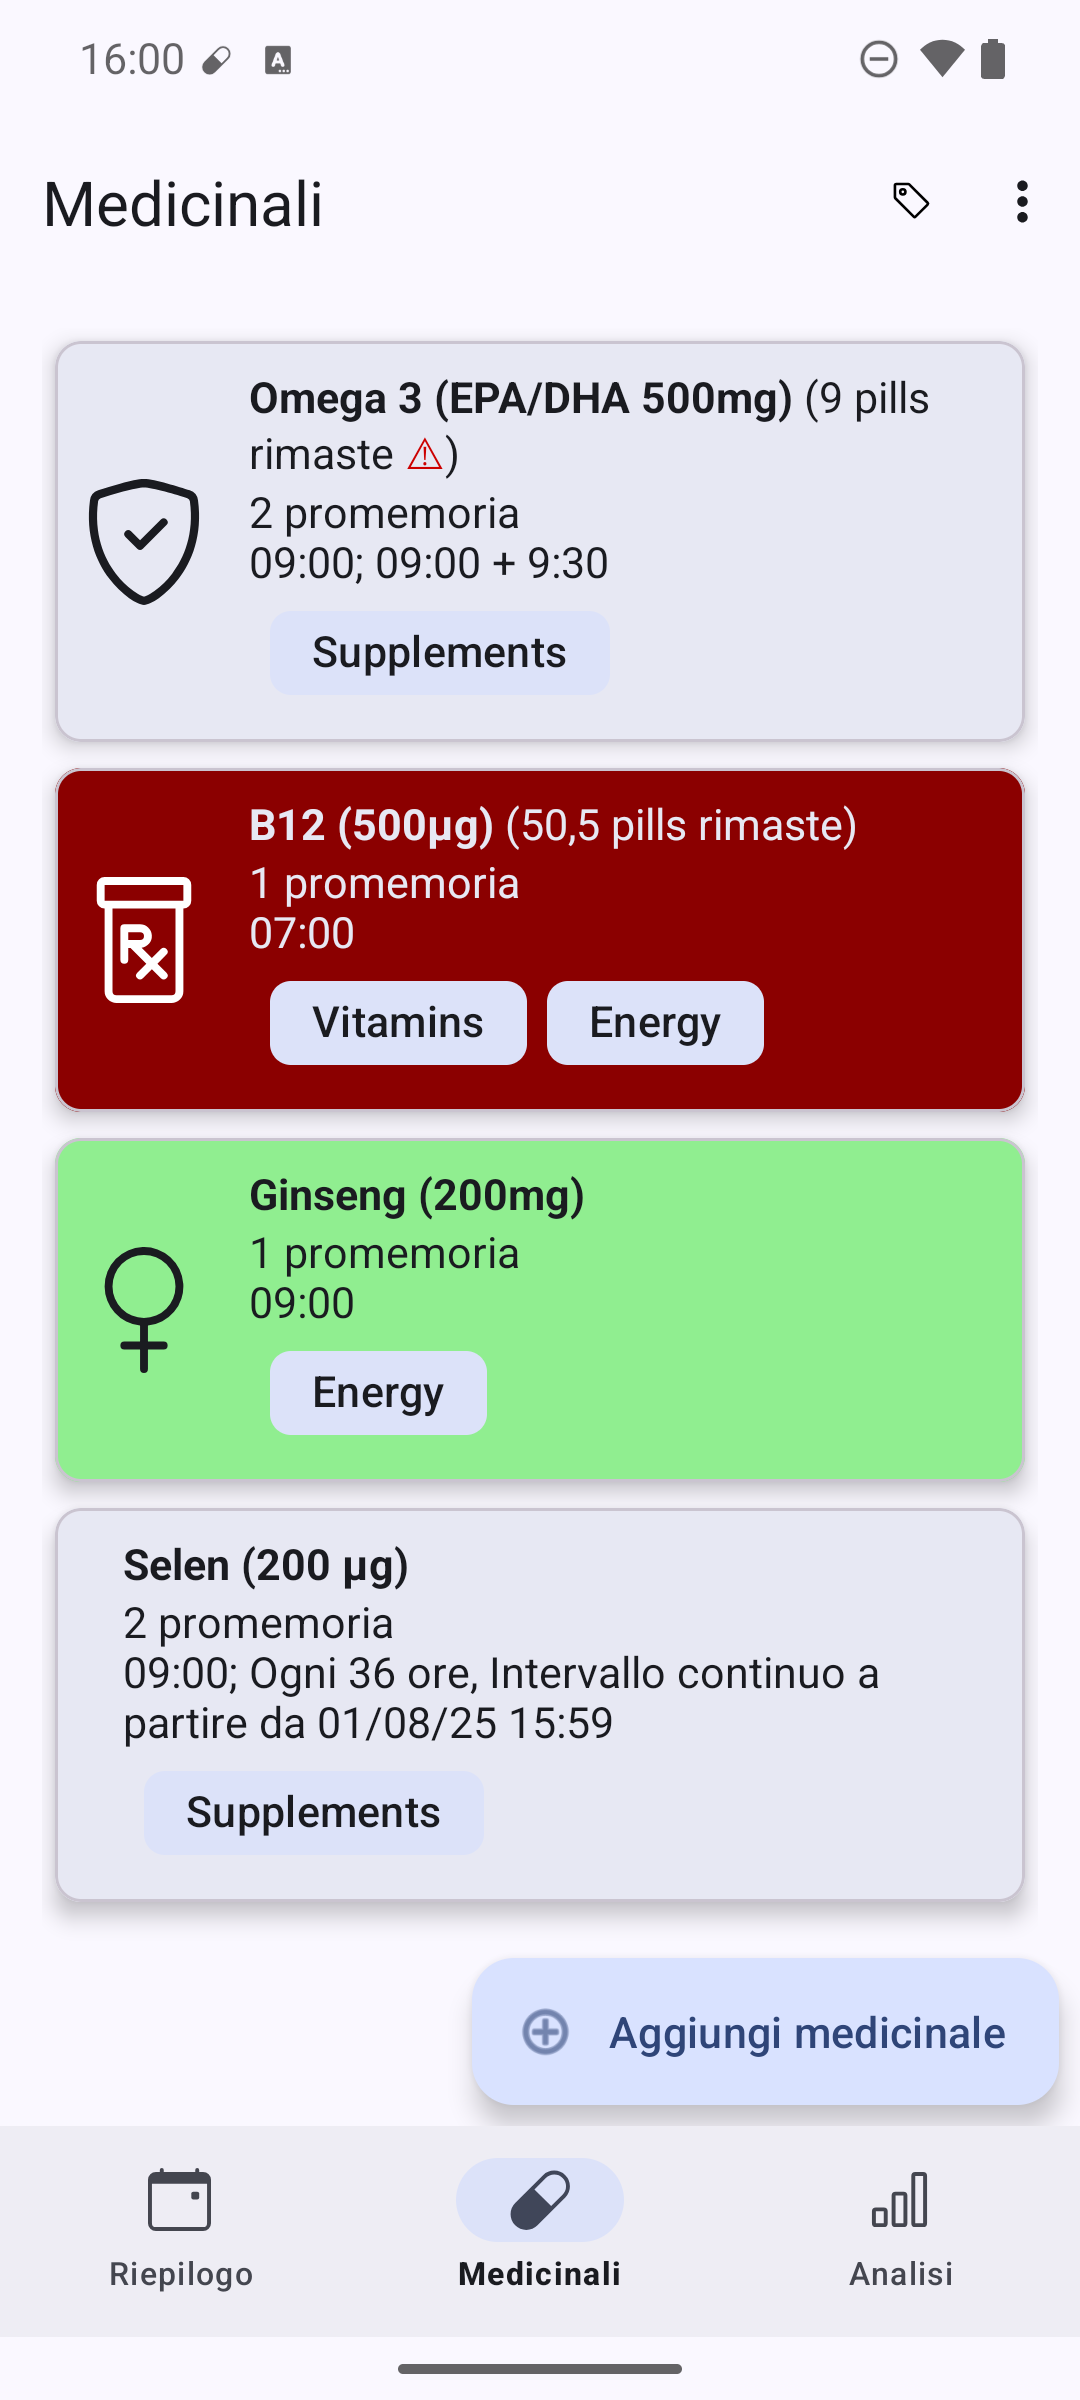 16:00
Medicinali
Omega 3 (EPA/DHA 500mg) (9 pills
rimaste ⚠)
2 promemoria
09:00; 09:00 + 9:30
Supplements
B12 (500µg) (50,5 pills rimaste)
1 promemoria
07:00
Vitamins Energy
Ginseng (200mg)
1 promemoria
09:00
Energy
Selen (200 µg)
2 promemoria
09:00; Ogni 36 ore, Intervallo continuo a
partire da 01/08/25 15:59
Supplements
Aggiungi medicinale
Riepilogo Medicinali Analisi